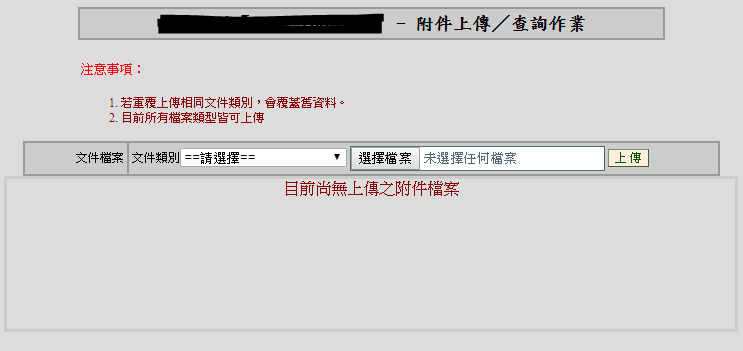 - 附件上傳／查詢作業
注意事項：
1. 若重覆上傳相同文件類別，會覆蓋舊資料。
2. 目前所有檔案類型皆可上傳
文件檔案 文件類別 ==請選擇== 選擇檔案 未選擇任何檔案 上 傳
目前尚無上傳之附件檔案